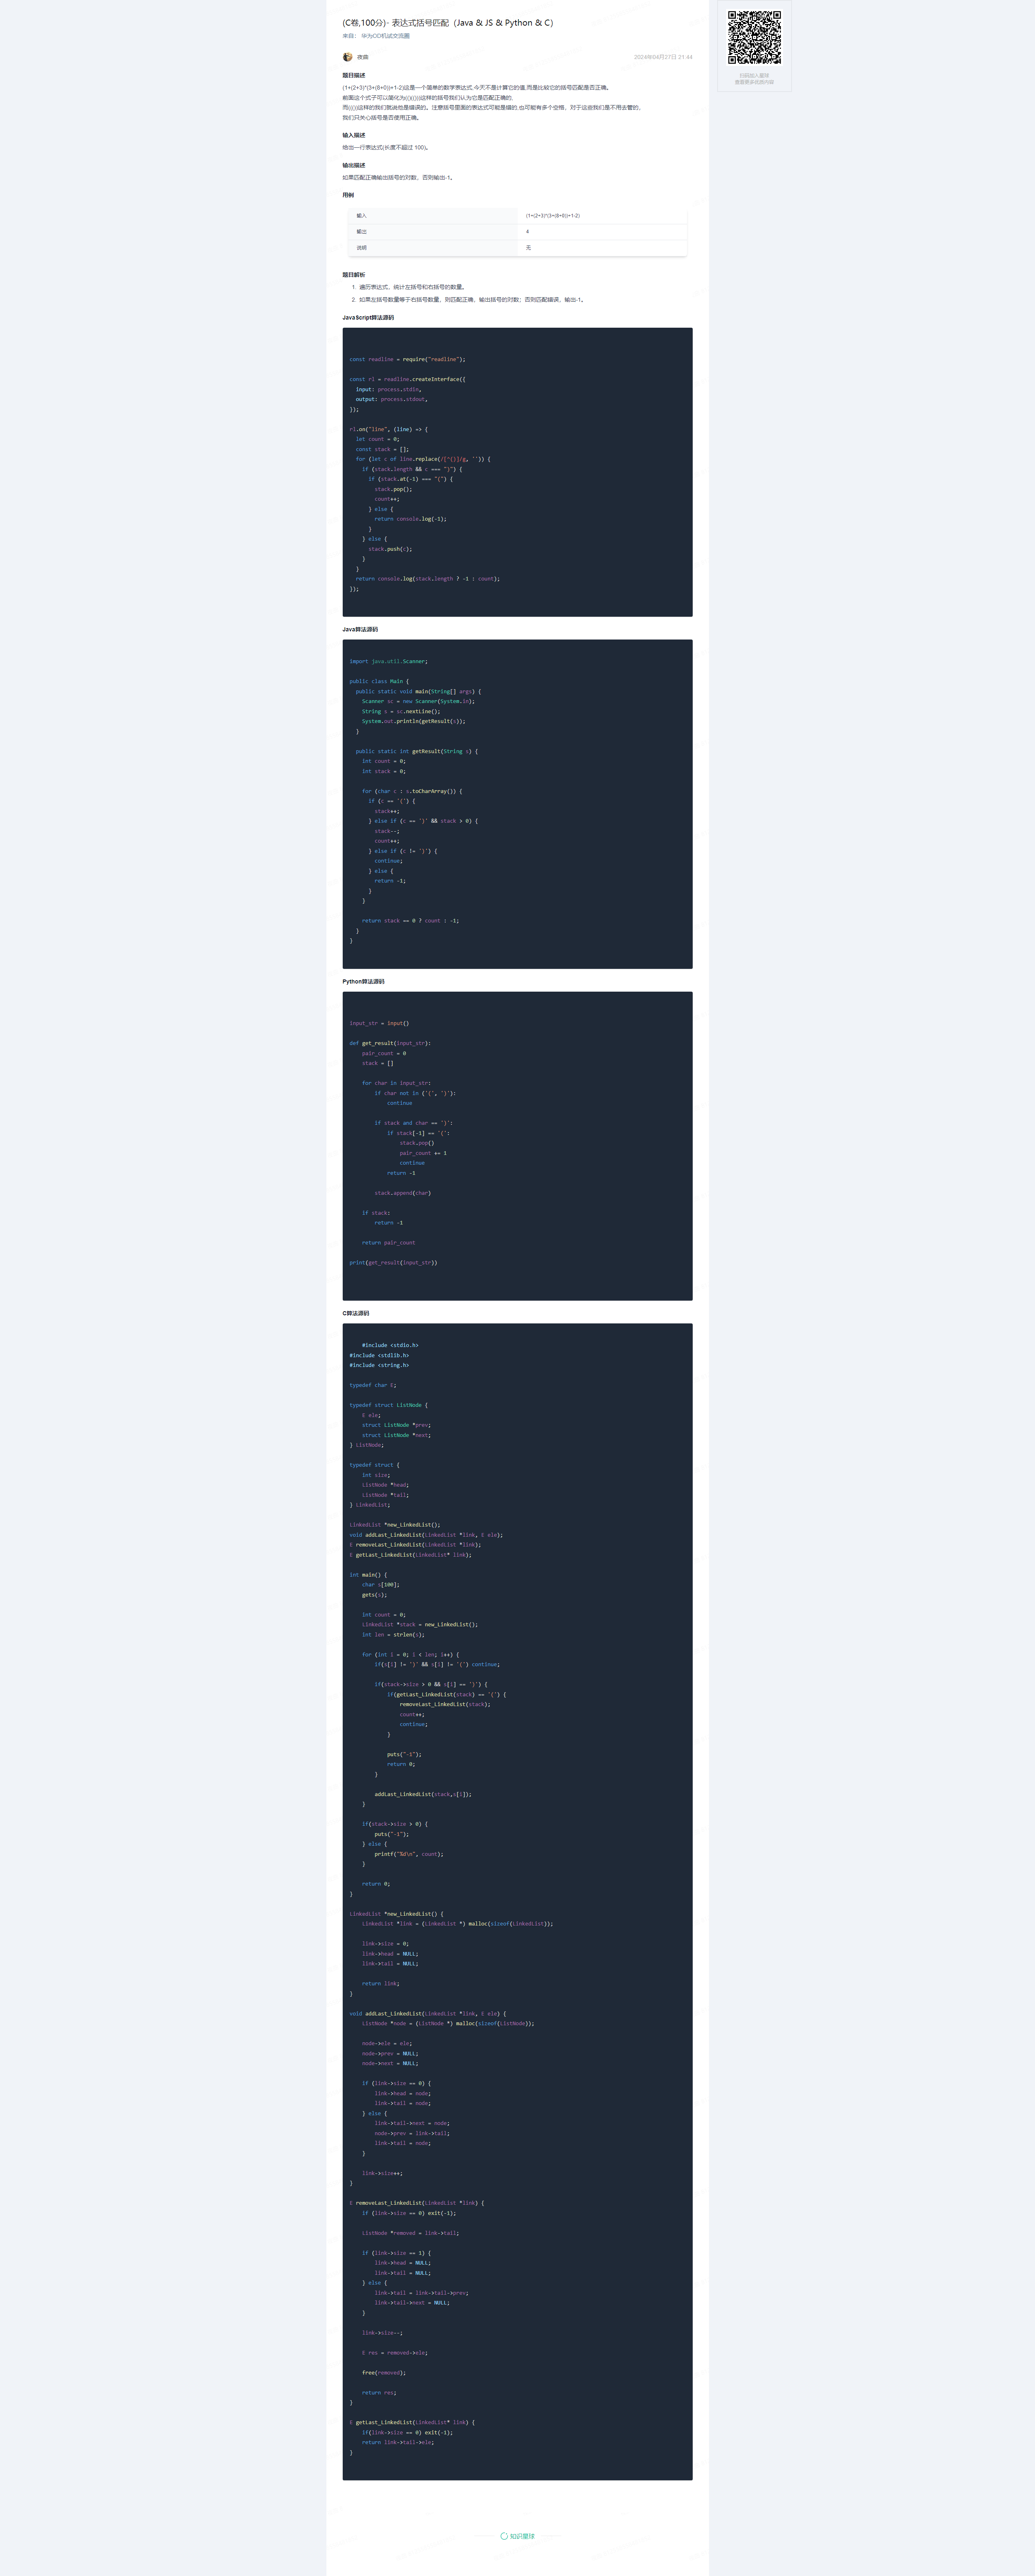 (C卷,100分)- 表达式括号匹配（Java & JS & Python & C）
来自： 华为OD机试交流圈
夜曲
2024年04月27日 21:44
扫码加入星球
查看更多优质内容
题目描述
(1+(2+3)*(3+(8+0))+1-2)这是一个简单的数学表达式,今天不是计算它的值,而是比较它的括号匹配是否正确。
前面这个式子可以简化为(()(()))这样的括号我们认为它是匹配正确的,
而((())这样的我们就说他是错误的。注意括号里面的表达式可能是错的,也可能有多个空格，对于这些我们是不用去管的，
我们只关心括号是否使用正确。
输入描述
给出一行表达式(长度不超过 100)。
输出描述
如果匹配正确输出括号的对数，否则输出-1。
用例
输入 (1+(2+3)*(3+(8+0))+1-2)
输出 4
说明 无
题目解析
1. 遍历表达式，统计左括号和右括号的数量。
2. 如果左括号数量等于右括号数量，则匹配正确，输出括号的对数；否则匹配错误，输出-1。
JavaScript算法源码
const readline = require("readline");
const rl = readline.createInterface({
input: process.stdin,
output: process.stdout,
});
rl.on("line", (line) => {
let count = 0;
const stack = [];
for (let c of line.replace(/[^()]/g, '')) {
if (stack.length && c === ")") {
if (stack.at(-1) === "(") {
stack.pop();
count++;
} else {
return console.log(-1);
}
} else {
stack.push(c);
}
}
return console.log(stack.length ? -1 : count);
});
Java算法源码
import java.util.Scanner;
public class Main {
public static void main(String[] args) {
Scanner sc = new Scanner(System.in);
String s = sc.nextLine();
System.out.println(getResult(s));
}
public static int getResult(String s) {
int count = 0;
int stack = 0;
for (char c : s.toCharArray()) {
if (c == '(') {
stack++;
} else if (c == ')' && stack > 0) {
stack--;
count++;
} else if (c != ')') {
continue;
} else {
return -1;
}
}
return stack == 0 ? count : -1;
}
}
Python算法源码
input_str = input()
def get_result(input_str):
pair_count = 0
stack = []
for char in input_str:
if char not in ('(', ')'):
continue
if stack and char == ')':
if stack[-1] == '(':
stack.pop()
pair_count += 1
continue
return -1
stack.append(char)
if stack:
return -1
return pair_count
print(get_result(input_str))
C算法源码
#include <stdio.h>
#include <stdlib.h>
#include <string.h>
typedef char E;
typedef struct ListNode {
E ele;
struct ListNode *prev;
struct ListNode *next;
} ListNode;
typedef struct {
int size;
ListNode *head;
ListNode *tail;
} LinkedList;
LinkedList *new_LinkedList();
void addLast_LinkedList(LinkedList *link, E ele);
E removeLast_LinkedList(LinkedList *link);
E getLast_LinkedList(LinkedList* link);
int main() {
char s[100];
gets(s);
int count = 0;
LinkedList *stack = new_LinkedList();
int len = strlen(s);
for (int i = 0; i < len; i++) {
if(s[i] != ')' && s[i] != '(') continue;
if(stack->size > 0 && s[i] == ')') {
if(getLast_LinkedList(stack) == '(') {
removeLast_LinkedList(stack);
count++;
continue;
}
puts("-1");
return 0;
}
addLast_LinkedList(stack,s[i]);
}
if(stack->size > 0) {
puts("-1");
} else {
printf("%d\n", count);
}
return 0;
}
LinkedList *new_LinkedList() {
LinkedList *link = (LinkedList *) malloc(sizeof(LinkedList));
link->size = 0;
link->head = NULL;
link->tail = NULL;
return link;
}
void addLast_LinkedList(LinkedList *link, E ele) {
ListNode *node = (ListNode *) malloc(sizeof(ListNode));
node->ele = ele;
node->prev = NULL;
node->next = NULL;
if (link->size == 0) {
link->head = node;
link->tail = node;
} else {
link->tail->next = node;
node->prev = link->tail;
link->tail = node;
}
link->size++;
}
E removeLast_LinkedList(LinkedList *link) {
if (link->size == 0) exit(-1);
ListNode *removed = link->tail;
if (link->size == 1) {
link->head = NULL;
link->tail = NULL;
} else {
link->tail = link->tail->prev;
link->tail->next = NULL;
}
link->size--;
E res = removed->ele;
free(removed);
return res;
}
E getLast_LinkedList(LinkedList* link) {
if(link->size == 0) exit(-1);
return link->tail->ele;
}
知识星球